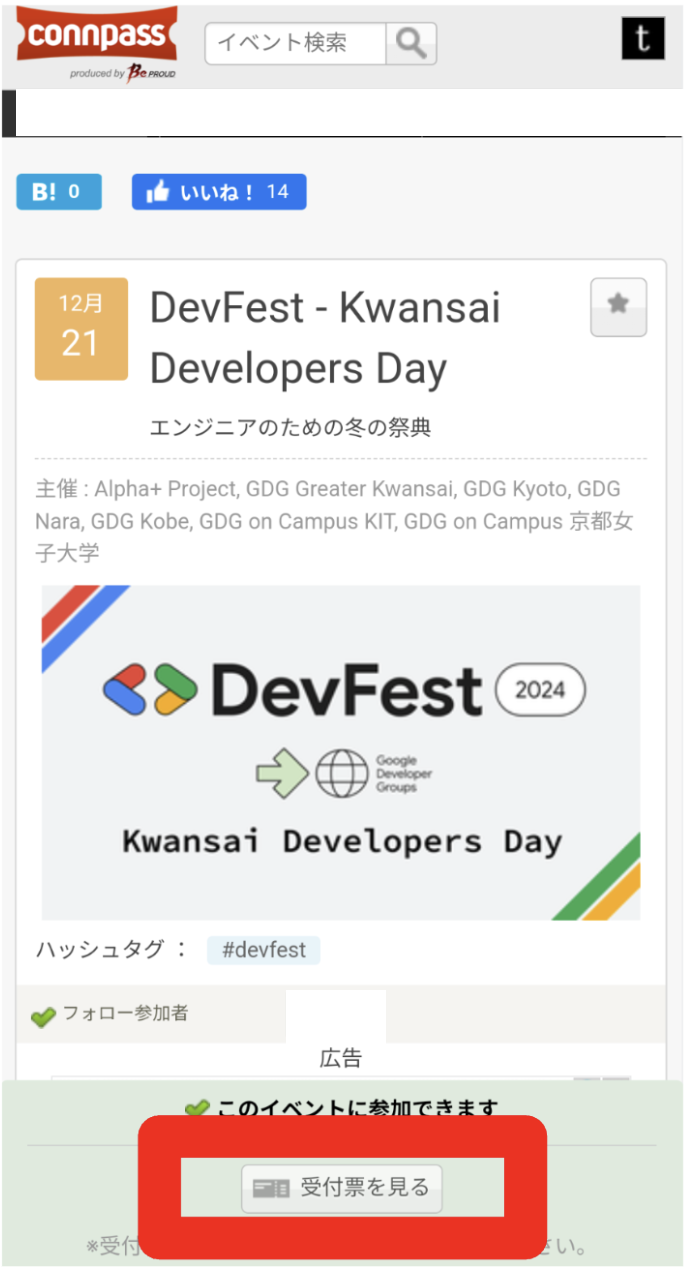 connpass
produced by Be PROUD
イベント検索
t
B! 0
いいね! 14
12月
21
DevFest - Kwansai
Developers Day
エンジニアのための冬の祭典
主催 : Alpha+ Project, GDG Greater Kwansai, GDG Kyoto, GDG
Nara, GDG Kobe, GDG on Campus KIT, GDG on Campus 京都女
子大学
DevFest 2024
Google
Developer
Groups
Kwansai Developers Day
ハッシュタグ : #devfest
フォロー参加者
広告
このイベントに参加できます
受付票を見る
※受付 さい。